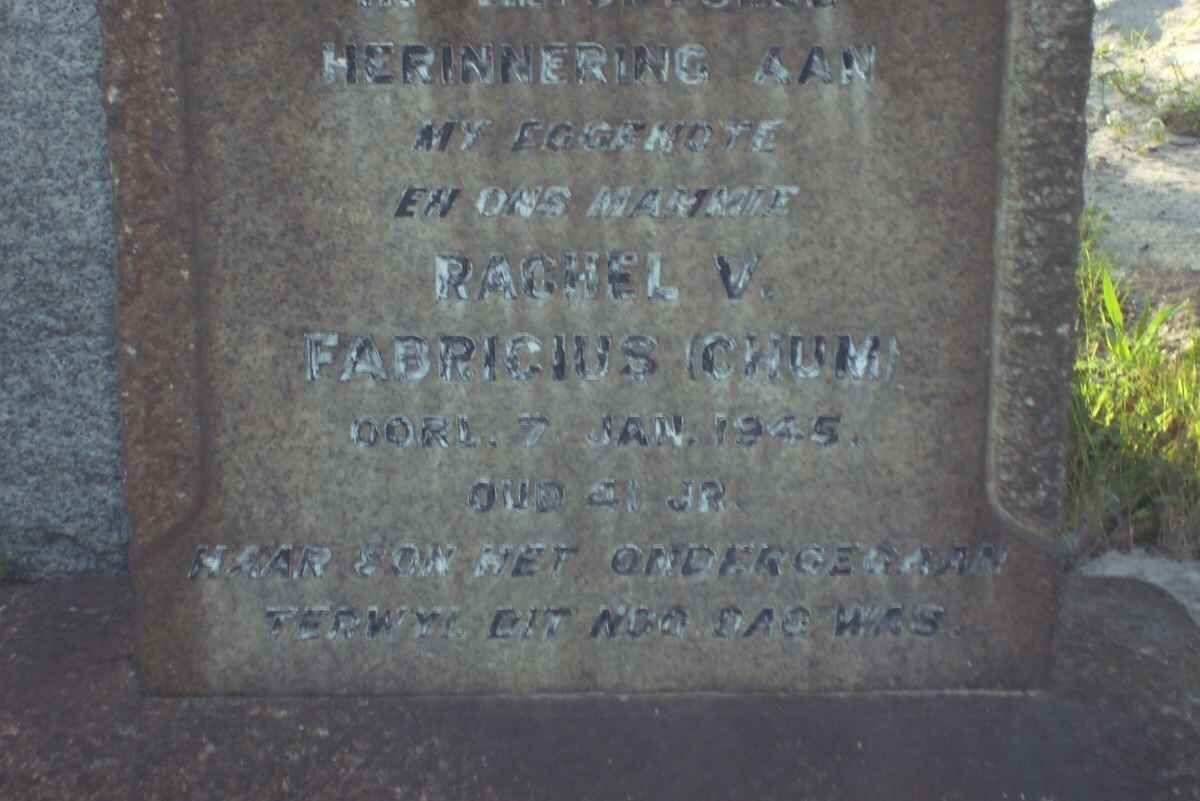 HERINNERING AAN
MY EGGENOTE
EN ONS MAMMIE
RACHEL V.
FABRICIUS (CHUM)
OORL. 7 JAN. 1945.
OUD 41 JR.
HAAR SON HET ONDERGEGAAN
TERWYL DIT NOG DAG WAS.